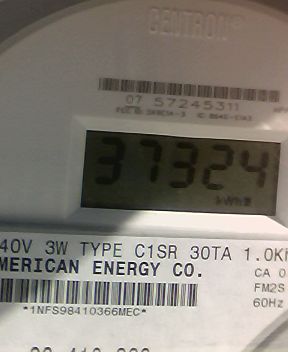 CENTRON®
07 57245311
37324
kWh
40V 3W TYPE C1SR 30TA 1.0Kh
MERICAN ENERGY CO.
CA 0
FM2S
60Hz
*1NFS98410366MEC*